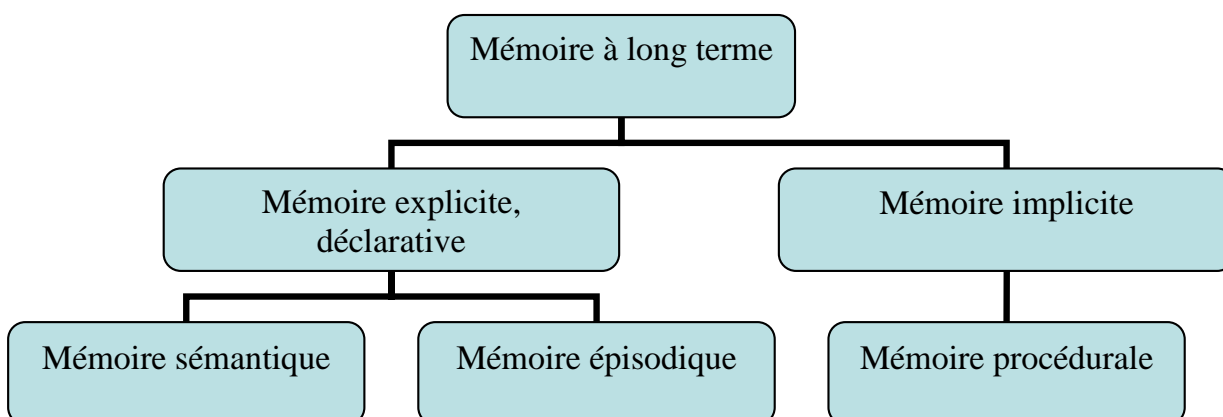 Mémoire à long terme
Mémoire explicite,
déclarative
Mémoire implicite
Mémoire sémantique
Mémoire épisodique
Mémoire procédurale